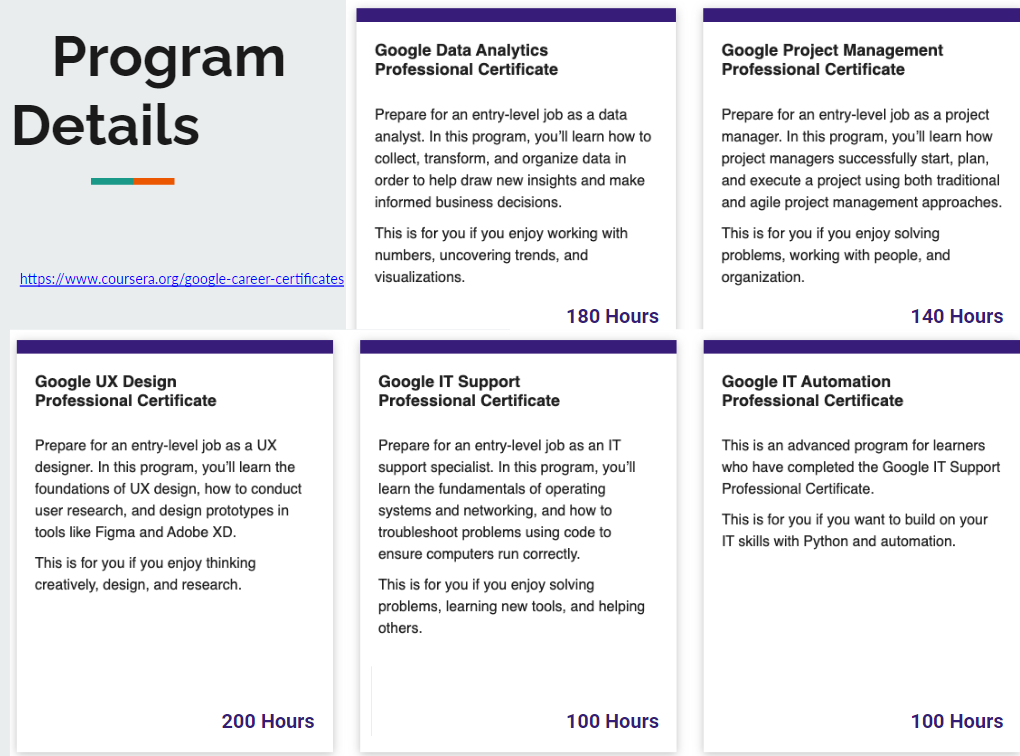 Program
Details
https://www.coursera.org/google-career-certificates
Google Data Analytics
Professional Certificate
Prepare for an entry-level job as a data
analyst. In this program, you'll learn how to
collect, transform, and organize data in
order to help draw new insights and make
informed business decisions.
This is for you if you enjoy working with
numbers, uncovering trends, and
visualizations.
180 Hours
Google Project Management
Professional Certificate
Prepare for an entry-level job as a project
manager. In this program, you'll learn how
project managers successfully start, plan,
and execute a project using both traditional
and agile project management approaches.
This is for you if you enjoy solving
problems, working with people, and
organization.
140 Hours
Google UX Design
Professional Certificate
Prepare for an entry-level job as a UX
designer. In this program, you'll learn the
foundations of UX design, how to conduct
user research, and design prototypes in
tools like Figma and Adobe XD.
This is for you if you enjoy thinking
creatively, design, and research.
200 Hours
Google IT Support
Professional Certificate
Prepare for an entry-level job as an IT
support specialist. In this program, you'll
learn the fundamentals of operating
systems and networking, and how to
troubleshoot problems using code to
ensure computers run correctly.
This is for you if you enjoy solving
problems, learning new tools, and helping
others.
100 Hours
Google IT Automation
Professional Certificate
This is an advanced program for learners
who have completed the Google IT Support
Professional Certificate.
This is for you if you want to build on your
IT skills with Python and automation.
100 Hours